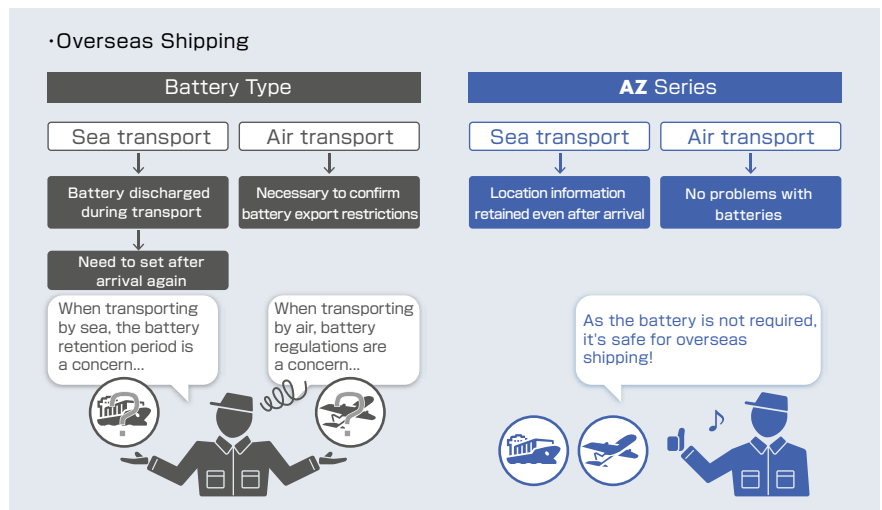 ·Overseas Shipping
Battery Type
Sea transport
Air transport
Battery discharged
during transport
Necessary to confirm
battery export restrictions
Need to set after
arrival again
When transporting
by sea, the battery
retention period is
a concern...
When transporting
by air, battery
regulations are
a concern...
?
?
AZ Series
Sea transport
Air transport
Location information
retained even after arrival
No problems with
batteries
As the battery is not required,
it's safe for overseas
shipping!